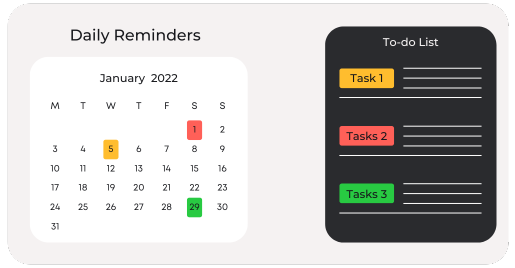 Daily Reminders
January 2022
M T W T F S S
1 2
3 4 5 6 7 8 9
10 11 12 13 14 15 16
17 18 19 20 21 22 23
24 25 26 27 28 29 30
31
To-do List
Task 1
Tasks 2
Tasks 3